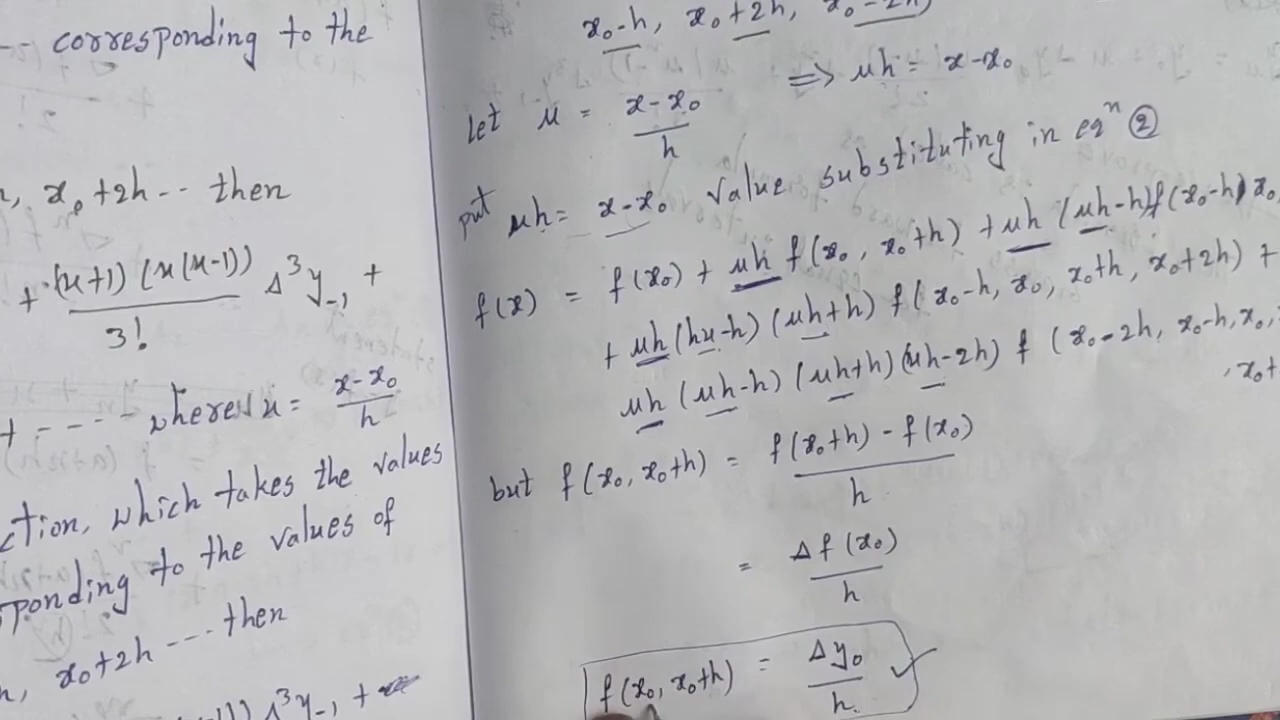 -- corresponding to the
, x₀+2h -- then
+ (u+1) (u(u-1)) / 3! Δ³y₋₁ +
+ ---- where u = x-x₀ / h
ction, which takes the values
ponding to the values of
, x₀+2h --- then
Δ³y₋₁ +
x₀-h, x₀+2h, x₀-2h)
Let u = x-x₀ / h ⟹ uh = x-x₀
put uh = x-x₀ value substituting in eqⁿ ②
f(x) = f(x₀) + uh f(x₀, x₀+h) + uh (uh-h) f(x₀-h) x₀
+ uh (hu-h) (uh+h) f( x₀-h, x₀, x₀+h, x₀+2h) +
uh (uh-h) (uh+h) (uh-2h) f (x₀-2h, x₀-h, x₀,
, x₀+
but f(x₀, x₀+h) = f(x₀+h) - f(x₀) / h
= Δ f (x₀) / h
f(x₀, x₀+h) = Δy₀ / h. ✓